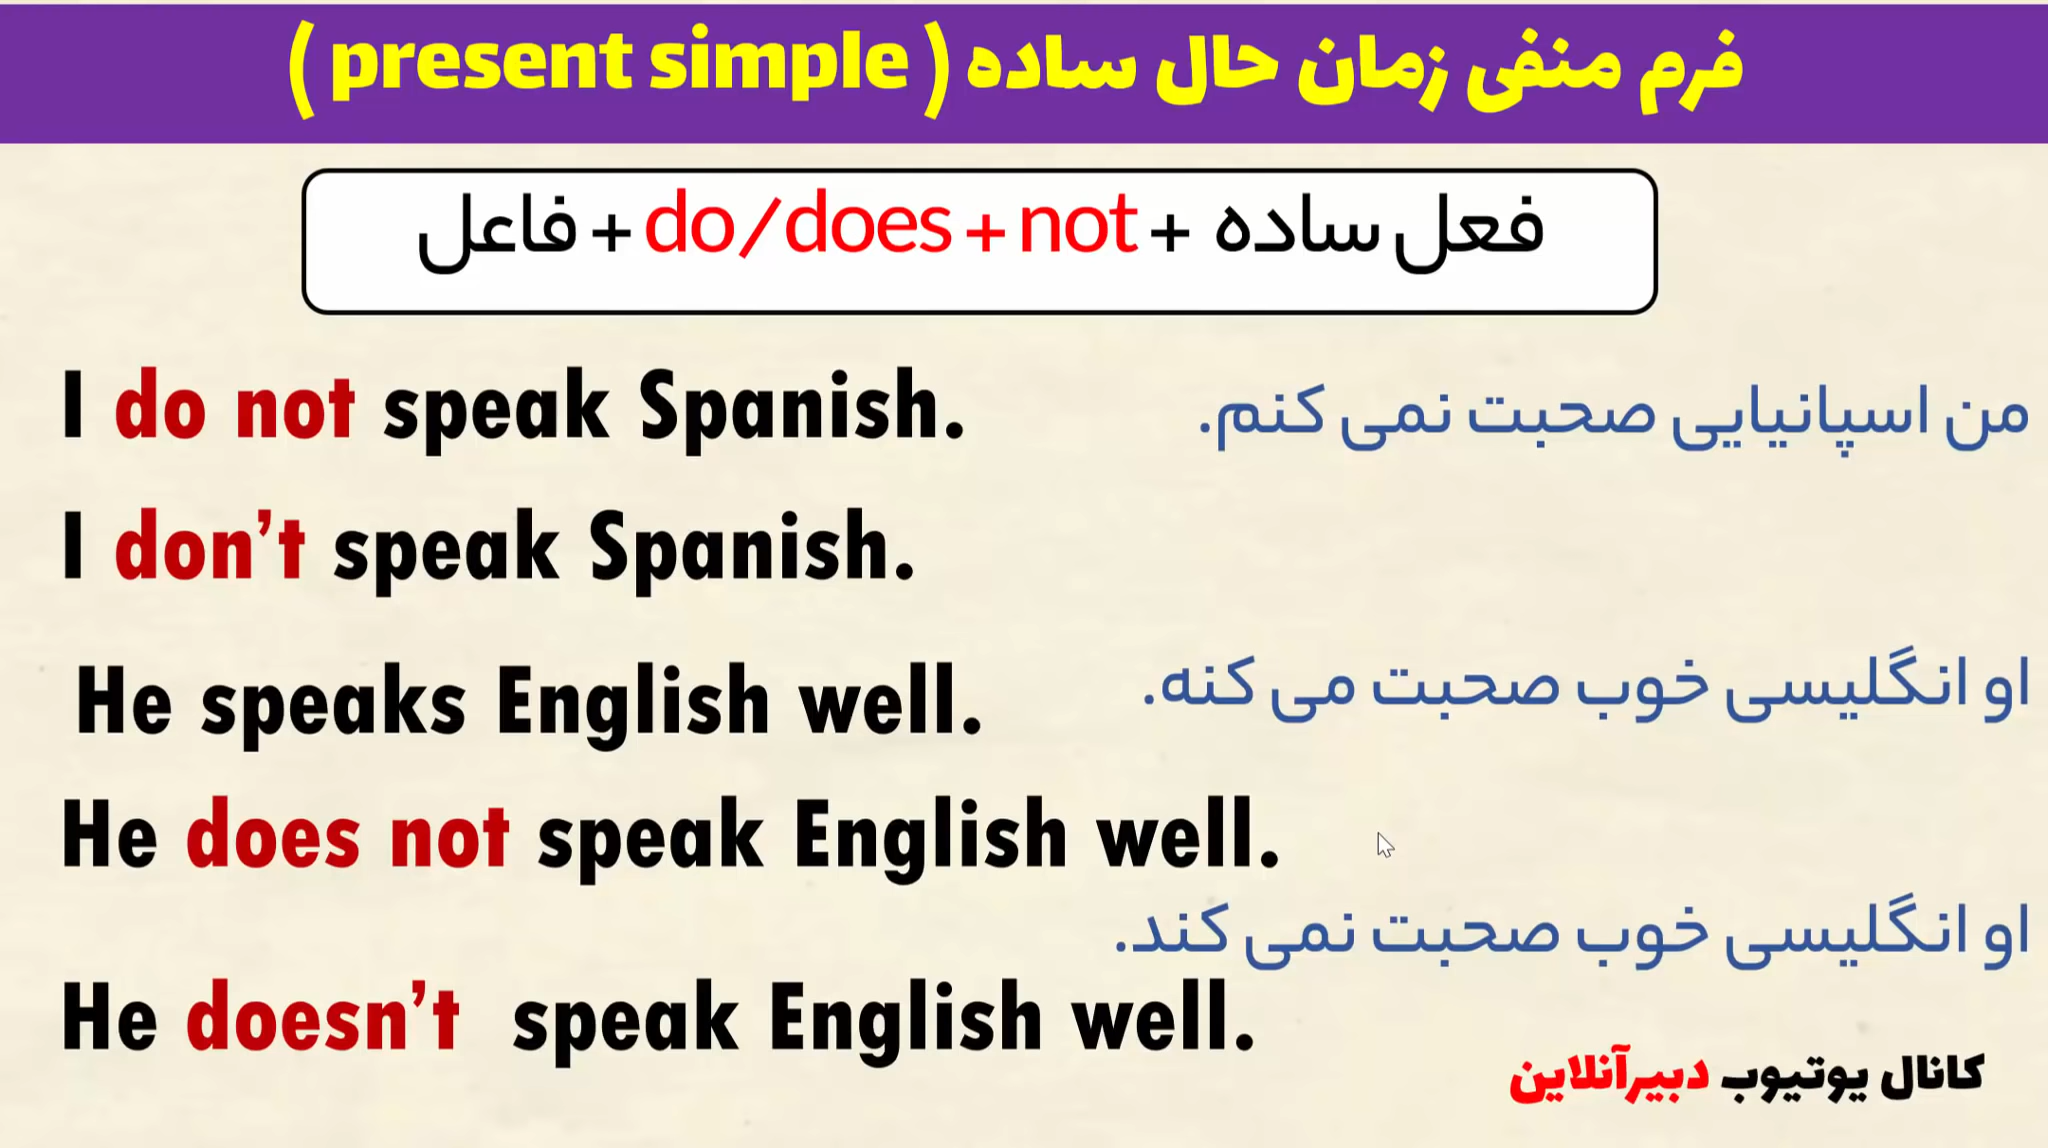 فرم منفی زمان حال ساده ( present simple )
فاعل + do/does + not + فعل ساده
I do not speak Spanish.
من اسپانیایی صحبت نمی کنم.
I don’t speak Spanish.
He speaks English well.
او انگلیسی خوب صحبت می کنه.
He does not speak English well.
او انگلیسی خوب صحبت نمی کند.
He doesn’t speak English well.
کانال یوتیوب دبیرآنلاین